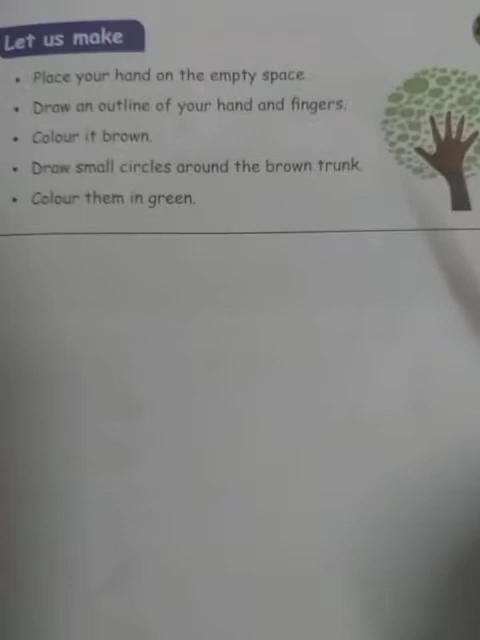 Let us make
• Place your hand on the empty space.
• Draw an outline of your hand and fingers.
• Colour it brown.
• Draw small circles around the brown trunk.
• Colour them in green.